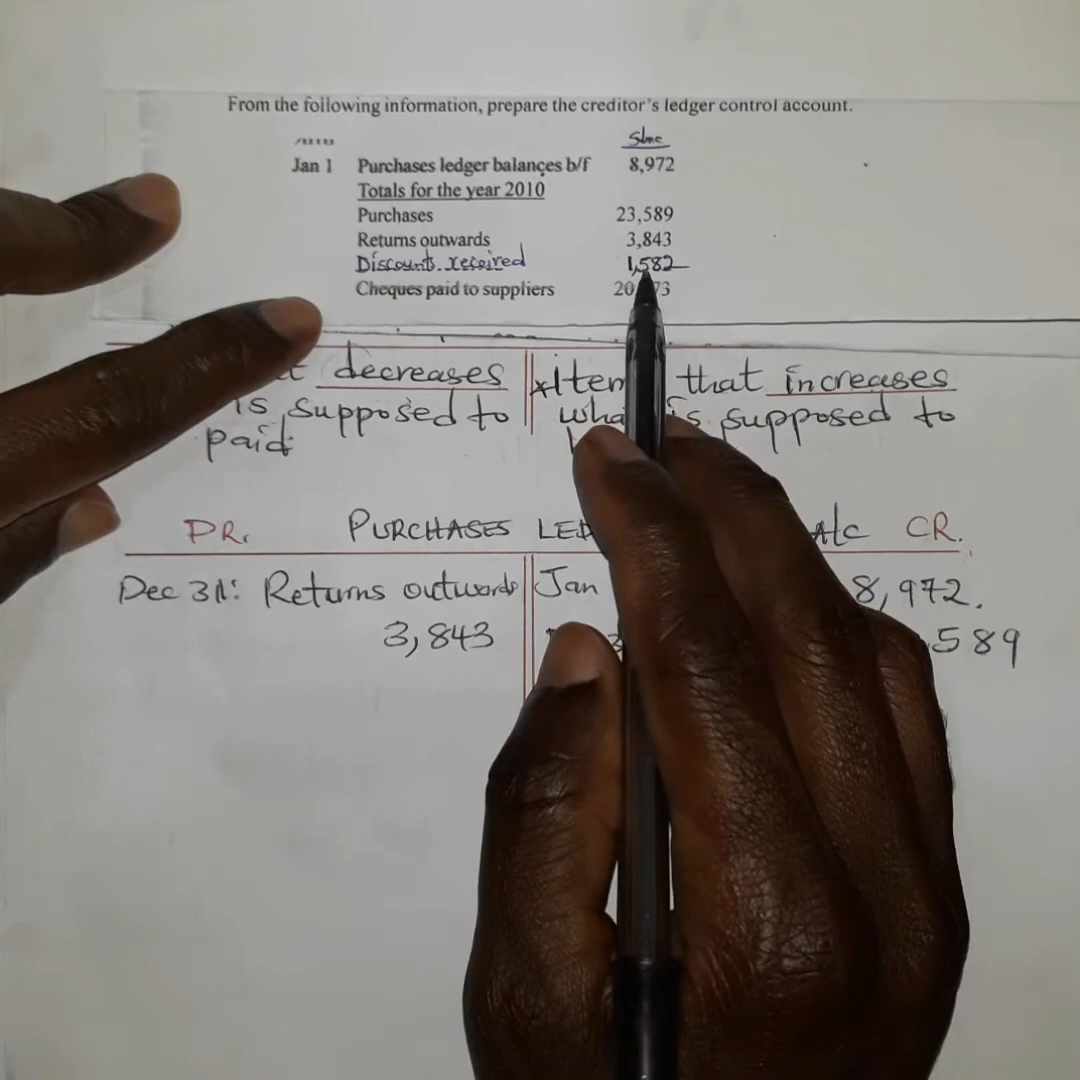 From the following information, prepare the creditor's ledger control account.
Shs
Jan 1 Purchases ledger balances b/f 8,972
Totals for the year 2010
Purchases 23,589
Returns outwards 3,843
Discounts received 1,582
Cheques paid to suppliers
decreases
supposed to
paid
that increases
supposed to
DR. PURCHASES A/c CR.
Dec 31: Returns outwards
3,843
Jan 8,972.